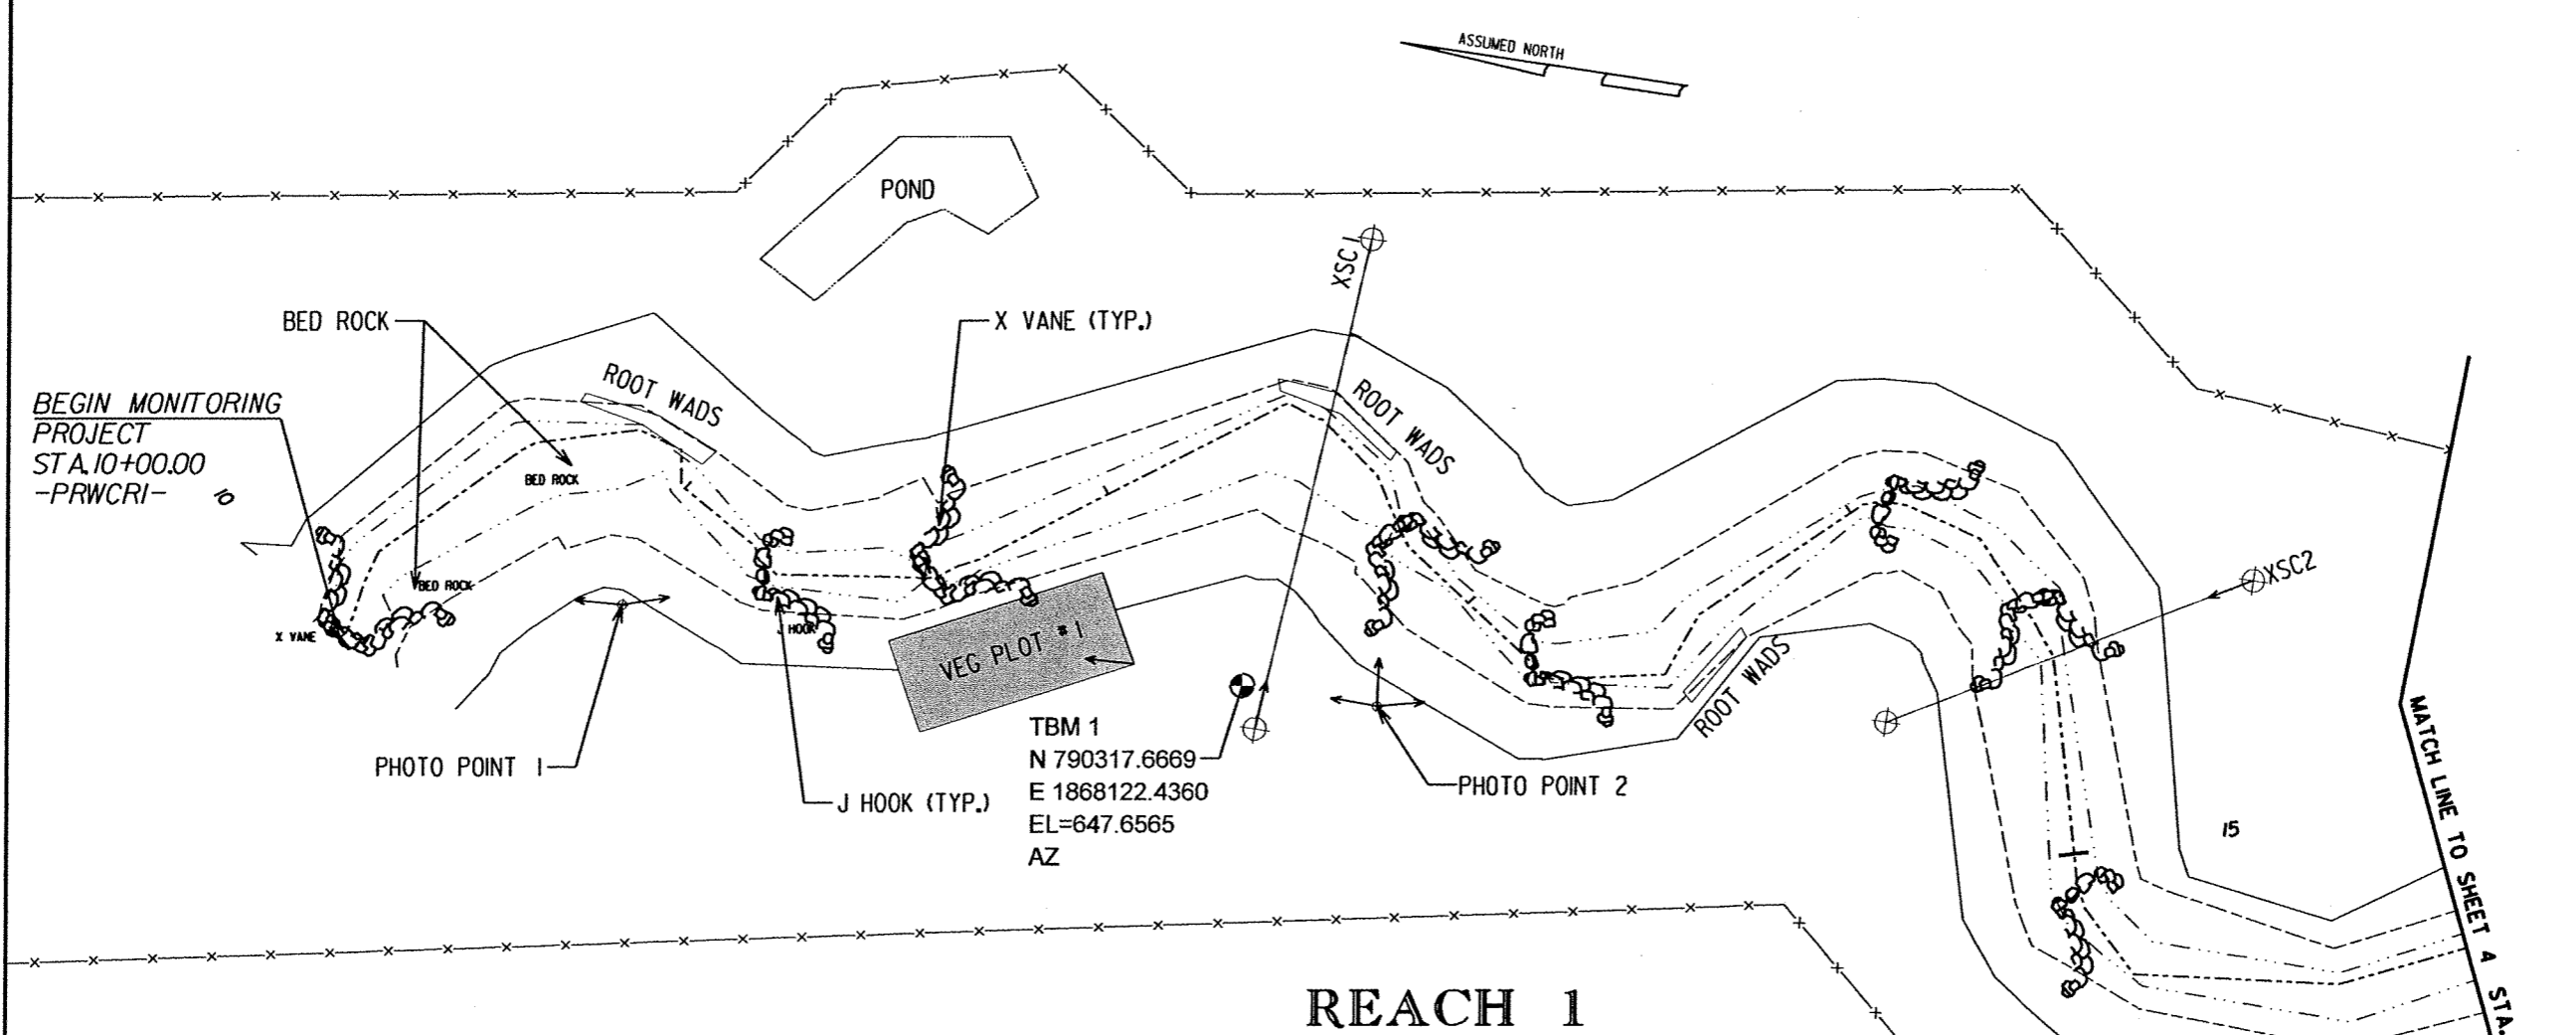 ASSUMED NORTH
POND
XSC1
BED ROCK
X VANE (TYP.)
ROOT WADS
ROOT WADS
BEGIN MONITORING
PROJECT
STA.10+00.00
-PRWCR1-
10
BED ROCK
BED ROCK
X VANE
J HOOK
VEG PLOT #1
XSC2
ROOT WADS
TBM 1
N 790317.6669
E 1868122.4360
EL=647.6565
AZ
PHOTO POINT 1
J HOOK (TYP.)
PHOTO POINT 2
15
MATCH LINE TO SHEET 4 STA.
REACH 1